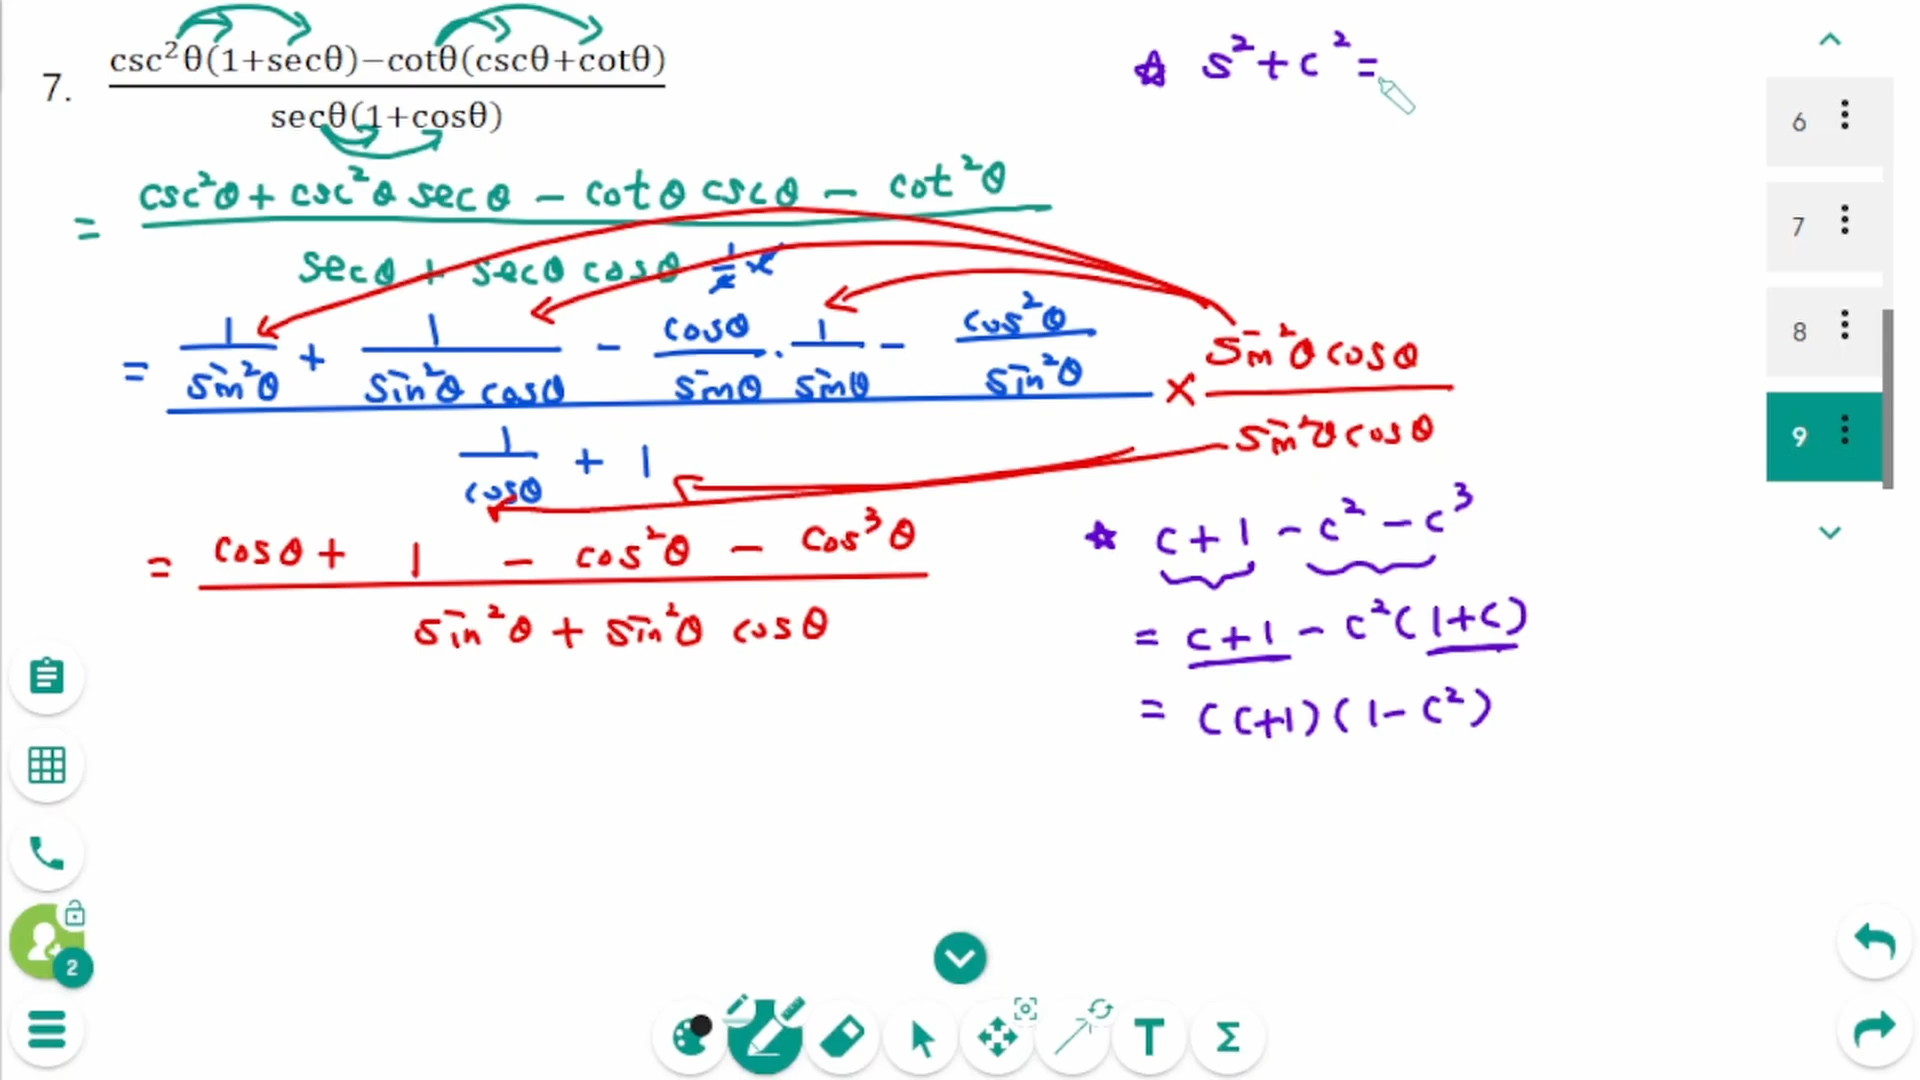 7. csc²θ(1+secθ)−cotθ(cscθ+cotθ)
secθ(1+cosθ)
☆ s² + c² =
= csc²θ + csc²θ secθ − cotθ cscθ − cot²θ
secθ + secθ cosθ
= 1/sin²θ + 1/(sin²θ cosθ) − cosθ/sinθ · 1/sinθ − cos²θ/sin²θ × sin²θ cosθ
1/cosθ + 1 sin²θ cosθ
= cosθ + 1 − cos²θ − cos³θ
sin²θ + sin²θ cosθ
☆ c + 1 − c² − c³
= c + 1 − c²(1+c)
= (c+1)(1−c²)
6
7
8
9
2
T
Σ